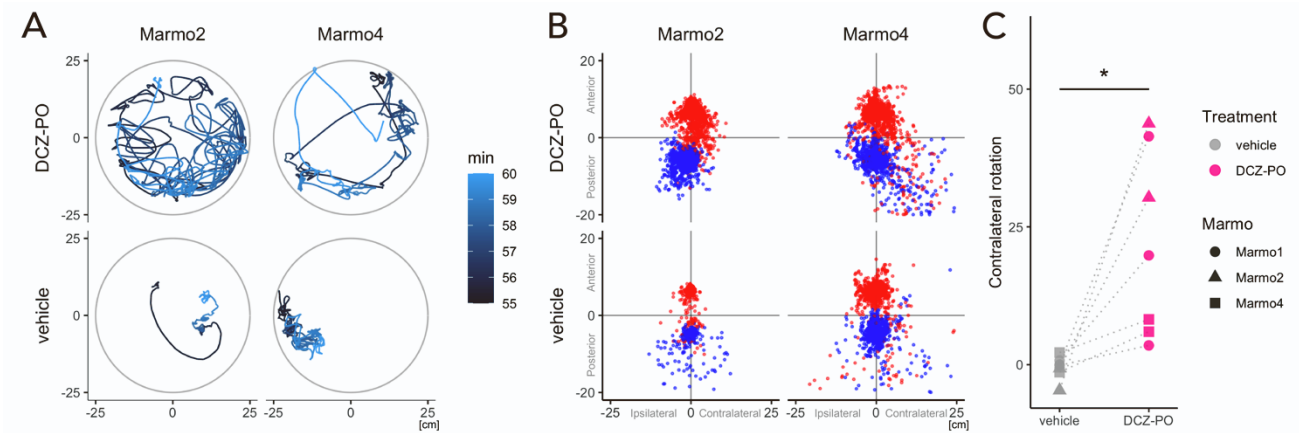 A
Marmo2
Marmo4
DCZ-PO
25
0
-25
vehicle
25
0
-25
-25
0
25
-25
0
25
[cm]
min
60
59
58
57
56
55
B
Marmo2
Marmo4
DCZ-PO
20
0
-20
Anterior
Posterior
vehicle
20
0
-20
Anterior
Posterior
-25
Ipsilateral
0
Contralateral
25
-25
Ipsilateral
0
Contralateral
25
[cm]
C
*
Contralateral rotation
50
25
0
vehicle
DCZ-PO
Treatment
vehicle
DCZ-PO
Marmo
Marmo1
Marmo2
Marmo4